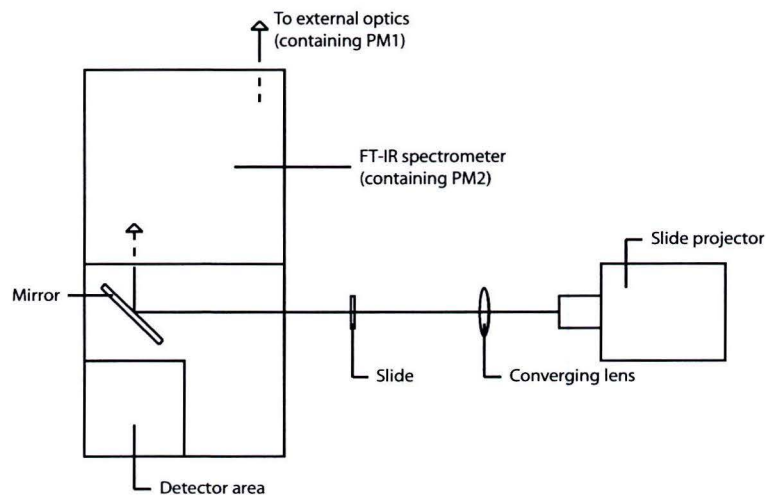 To external optics
(containing PM1)
FT-IR spectrometer
(containing PM2)
Slide projector
Mirror
Slide
Converging lens
Detector area